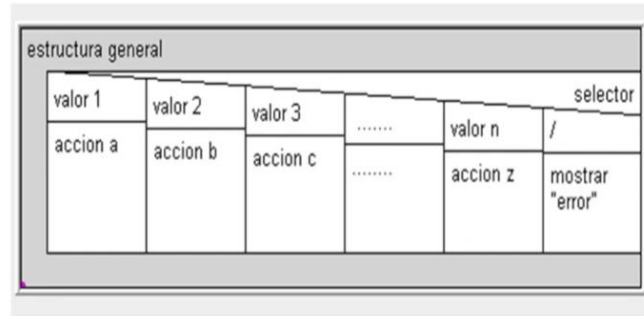 estructura general
selector
valor 1
valor 2
valor 3
.......
valor n
/
accion a
accion b
accion c
........
accion z
mostrar
"error"